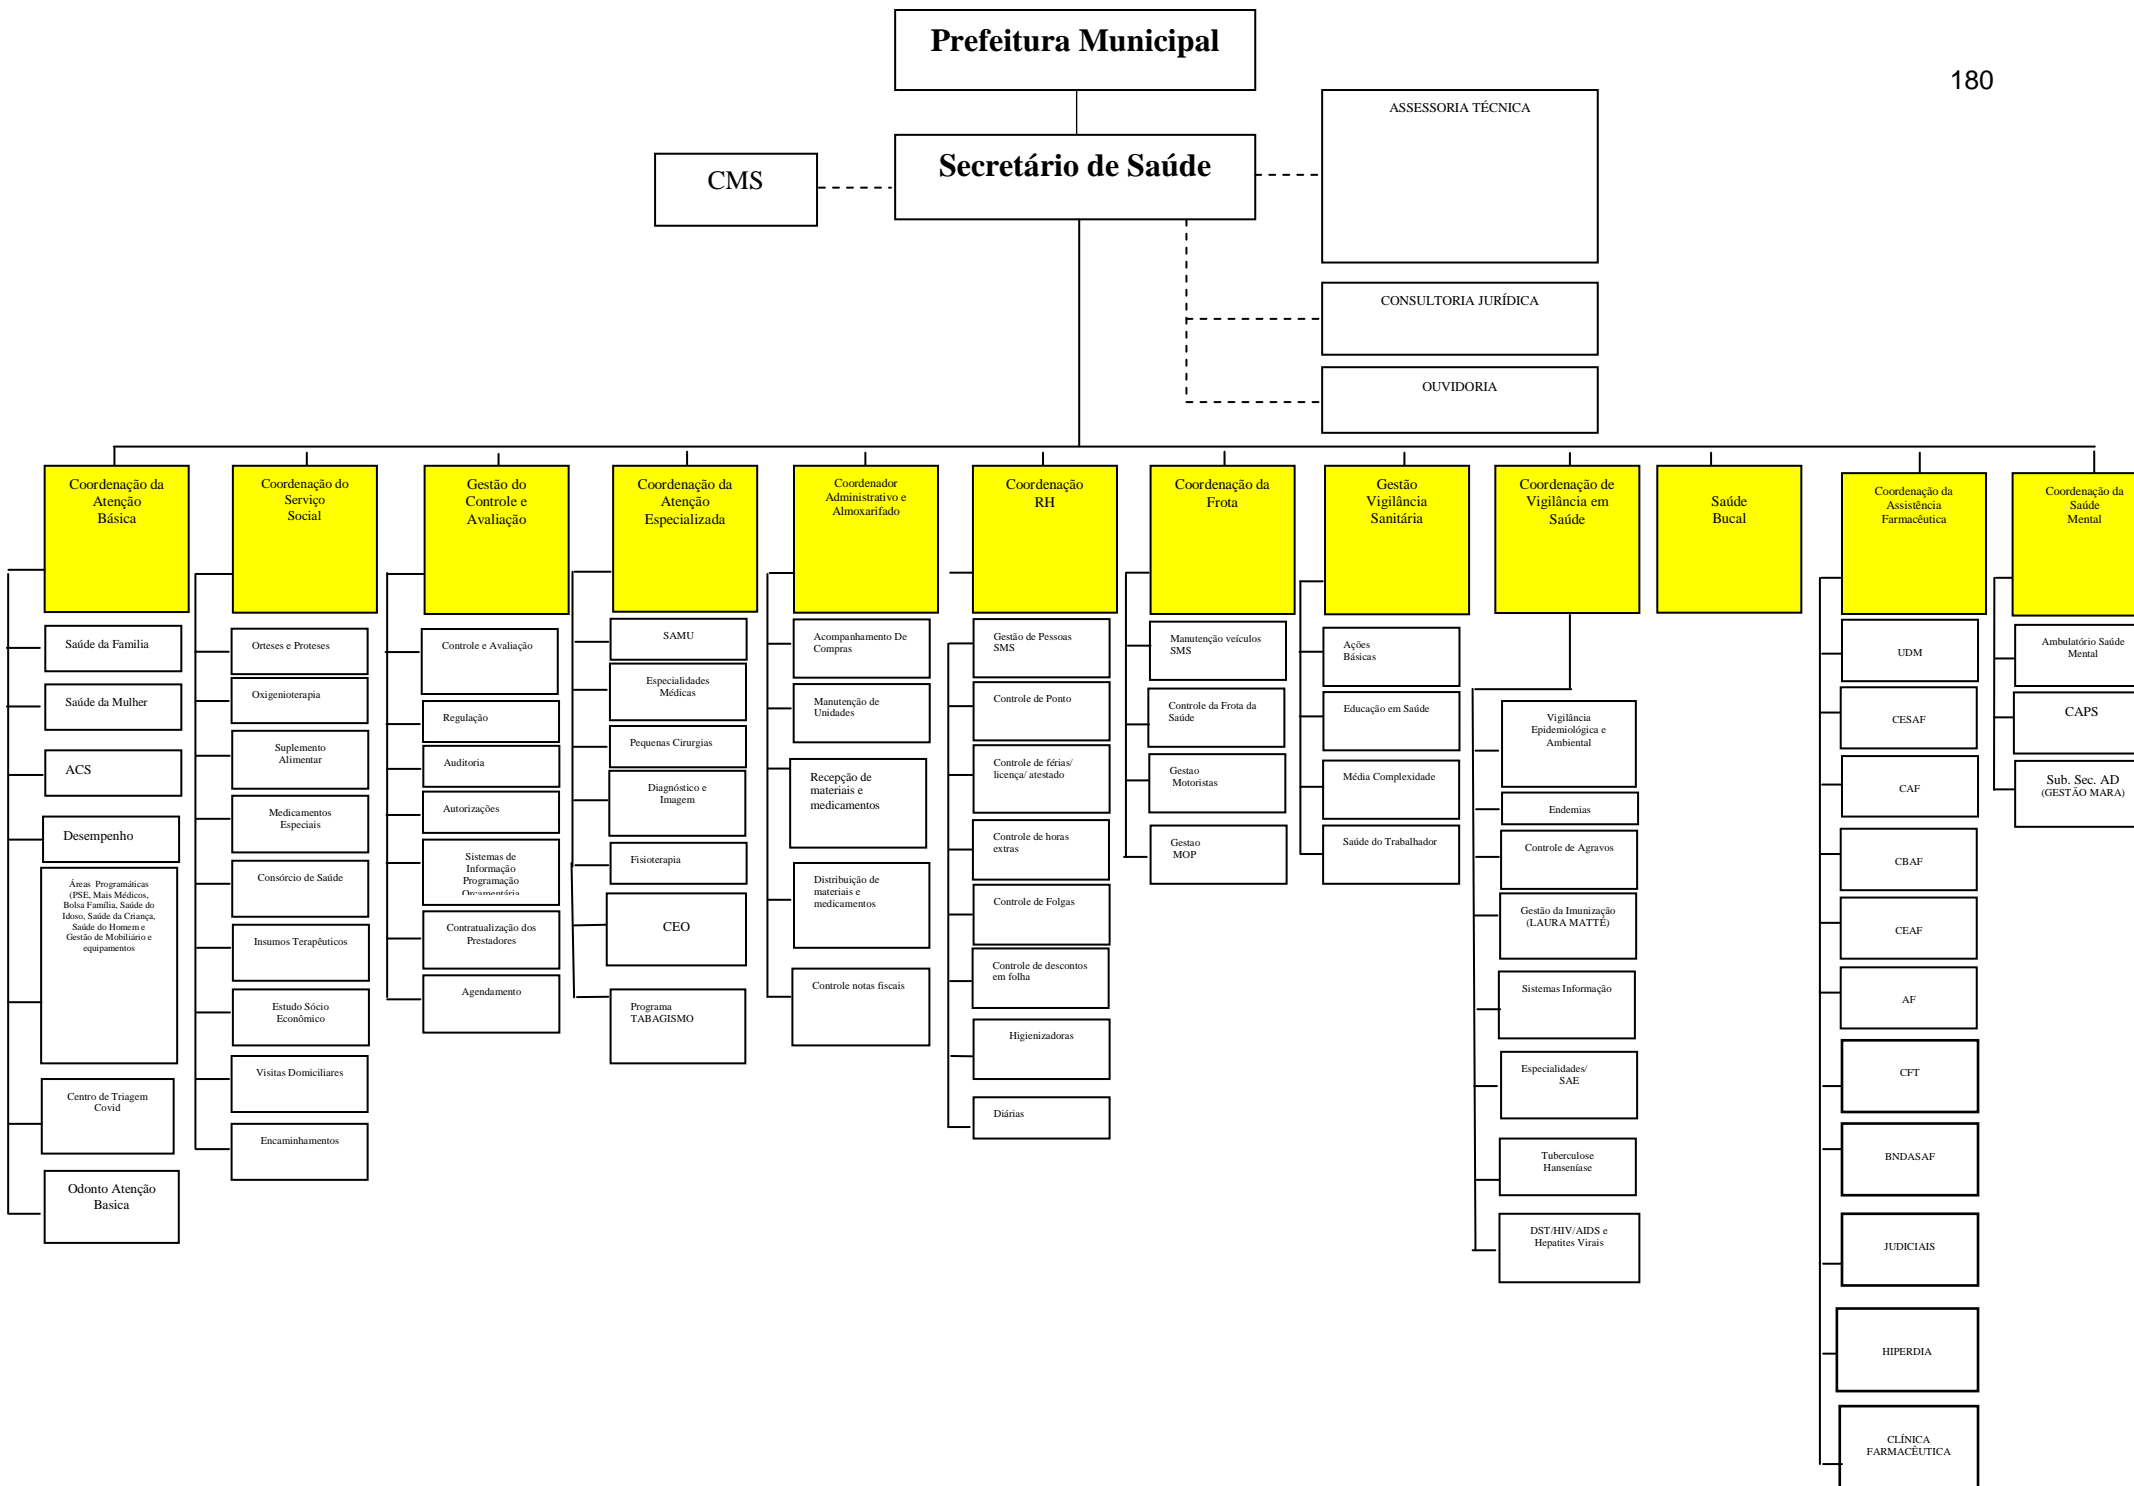 Prefeitura Municipal
180
ASSESSORIA TÉCNICA
Secretário de Saúde
CMS
CONSULTORIA JURÍDICA
OUVIDORIA
Coordenação da
Atenção
Básica
Saúde da Familia
Saúde da Mulher
ACS
Desempenho
Áreas Programáticas
(PSE, Mais Médicos,
Bolsa Família, Saúde do
Idoso, Saúde da Criança,
Saúde do Homem e
Gestão de Mobiliário e
equipamentos
Centro de Triagem
Covid
Odonto Atenção
Basica
Coordenação do
Serviço
Social
Orteses e Proteses
Oxigenioterapia
Suplemento
Alimentar
Medicamentos
Especiais
Consórcio de Saúde
Insumos Terapêuticos
Estudo Sócio
Econômico
Visitas Domiciliares
Encaminhamentos
Gestão do
Controle e
Avaliação
Controle e Avaliação
Regulação
Auditoria
Autorizações
Sistemas de
Informação
Programação
Orçamentária
Contratualização dos
Prestadores
Agendamento
Coordenação da
Atenção
Especializada
SAMU
Especialidades
Médicas
Pequenas Cirurgias
Diagnóstico e
Imagem
Fisioterapia
CEO
Programa
TABAGISMO
Coordenador
Administrativo e
Almoxarifado
Acompanhamento De
Compras
Manutenção de
Unidades
Recepção de
materiais e
medicamentos
Distribuição de
materiais e
medicamentos
Controle notas fiscais
Coordenação
RH
Gestão de Pessoas
SMS
Controle de Ponto
Controle de férias/
licença/ atestado
Controle de horas
extras
Controle de Folgas
Controle de descontos
em folha
Higienizadoras
Diárias
Coordenação da
Frota
Manutenção veículos
SMS
Controle da Frota da
Saúde
Gestao
Motoristas
Gestao
MOP
Gestão
Vigilância
Sanitária
Ações
Básicas
Educação em Saúde
Média Complexidade
Saúde do Trabalhador
Coordenação de
Vigilância em
Saúde
Vigilância
Epidemiológica e
Ambiental
Endemias
Controle de Agravos
Gestão da Imunização
(LAURA MATTÉ)
Sistemas Informação
Especialidades/
SAE
Tuberculose
Hanseníase
DST/HIV/AIDS e
Hepatites Virais
Saúde
Bucal
Coordenação da
Assistência
Farmacêutica
UDM
CESAF
CAF
CBAF
CEAF
AF
CFT
BNDASAF
JUDICIAIS
HIPERDIA
CLÍNICA
FARMACÊUTICA
Coordenação da
Saúde
Mental
Ambulatório Saúde
Mental
CAPS
Sub. Sec. AD
(GESTÃO MARA)